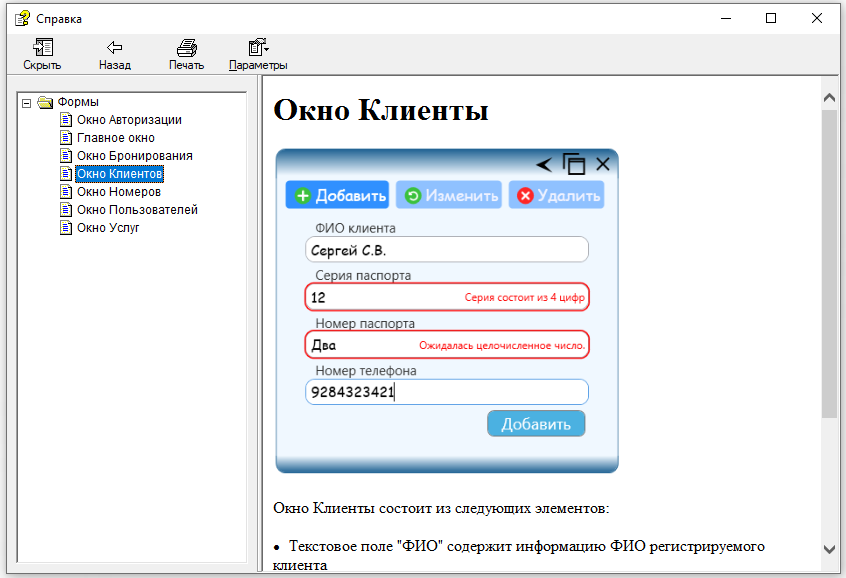 Справка
Скрыть
Назад
Печать
Параметры
Формы
Окно Авторизации
Главное окно
Окно Бронирования
Окно Клиентов
Окно Номеров
Окно Пользователей
Окно Услуг
Окно Клиенты
Добавить
Изменить
Удалить
ФИО клиента
Сергей С.В.
Серия паспорта
12
Серия состоит из 4 цифр
Номер паспорта
Два
Ожидалась целочисленное число.
Номер телефона
9284323421
Добавить
Окно Клиенты состоит из следующих элементов:
• Текстовое поле "ФИО" содержит информацию ФИО регистрируемого
клиента